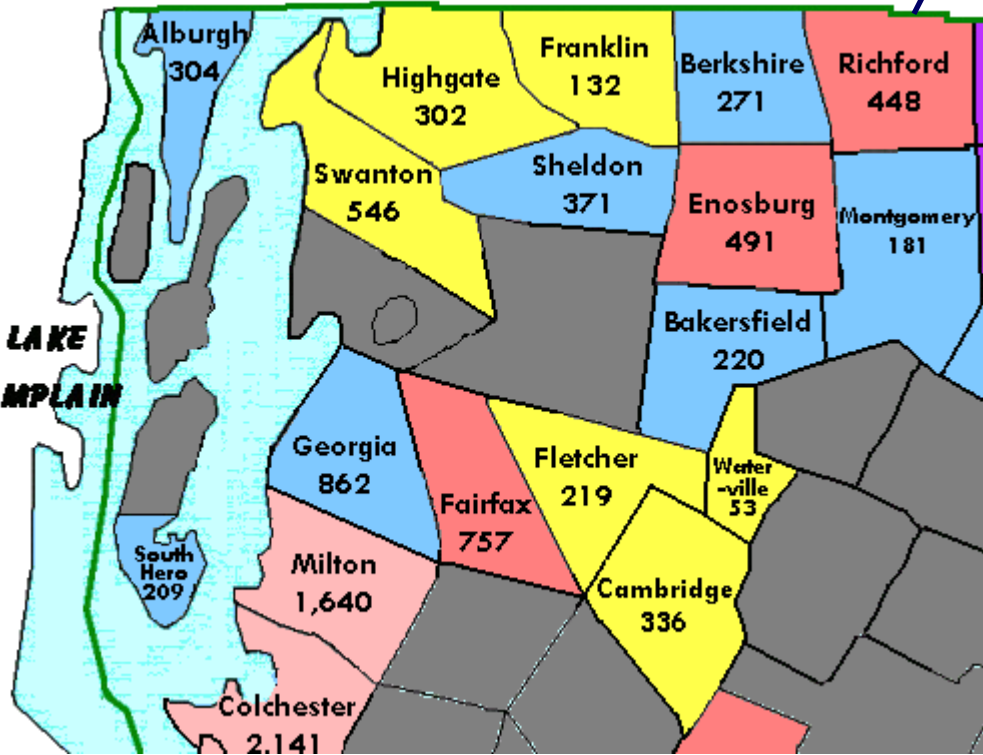 Alburgh
304
Highgate
302
Franklin
132
Berkshire
271
Richford
448
Swanton
546
Sheldon
371
Enosburg
491
Montgomery
181
LAKE
MPLAIN
Bakersfield
220
Georgia
862
Fairfax
757
Fletcher
219
Water
-ville
53
South
Hero
209
Milton
1,640
Cambridge
336
Colchester
2,141